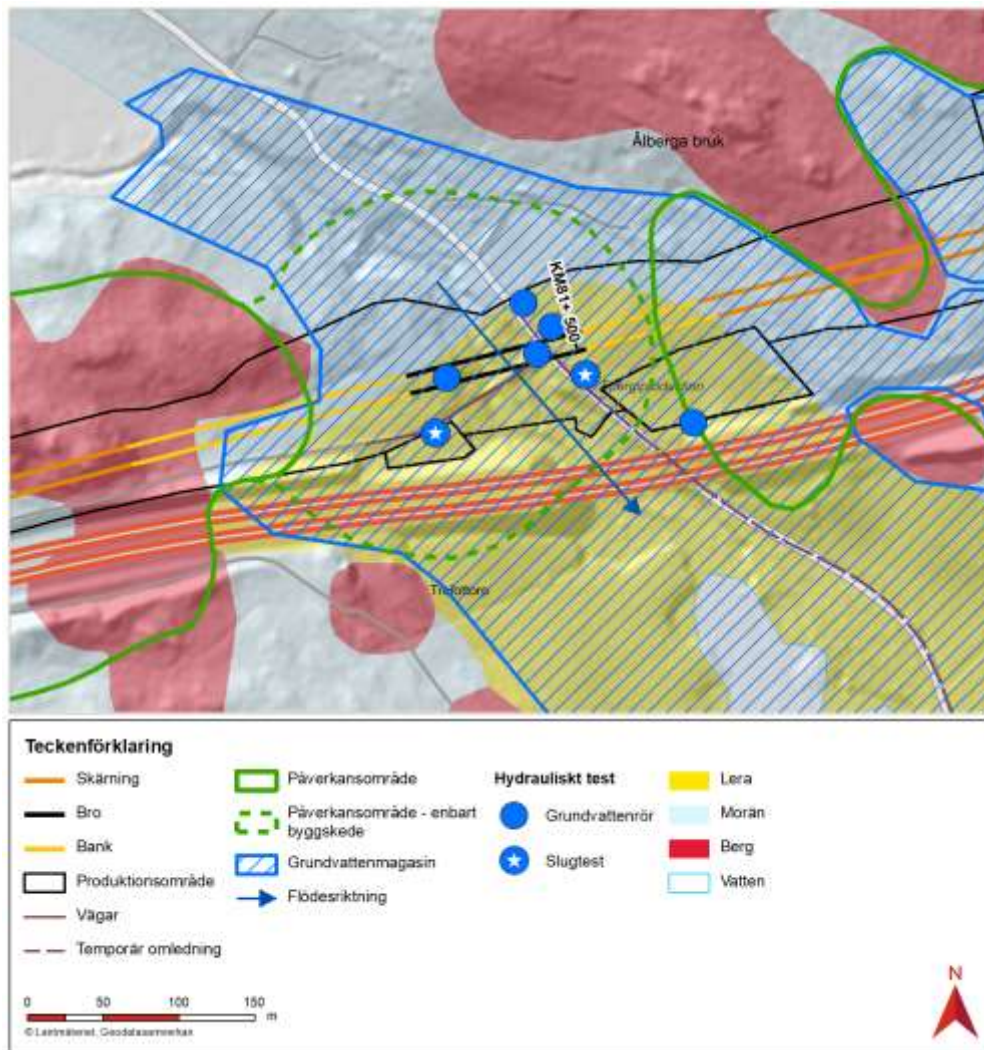 Ålberga bruk
KM81+ 500
Teckenförklaring
Skärning
Bro
Bank
Produktionsområde
Vägar
Temporär omledning
Påverkansområde
Påverkansområde - enbart
byggskede
Grundvattenmagasin
Flödesriktning
Hydrauliskt test
Grundvattenrör
Slugtest
Lera
Morän
Berg
Vatten
0 50 100 150
m
© Lantmäteriet, Geodatasamverkan
N